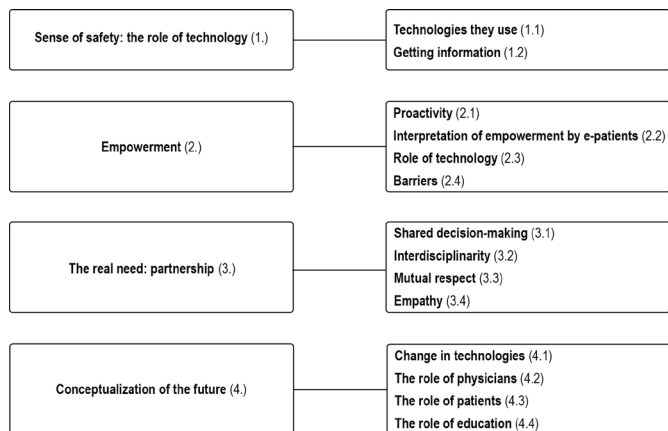 Sense of safety: the role of technology (1.)
Technologies they use (1.1)
Getting information (1.2)
Empowerment (2.)
Proactivity (2.1)
Interpretation of empowerment by e-patients (2.2)
Role of technology (2.3)
Barriers (2.4)
The real need: partnership (3.)
Shared decision-making (3.1)
Interdisciplinarity (3.2)
Mutual respect (3.3)
Empathy (3.4)
Conceptualization of the future (4.)
Change in technologies (4.1)
The role of physicians (4.2)
The role of patients (4.3)
The role of education (4.4)